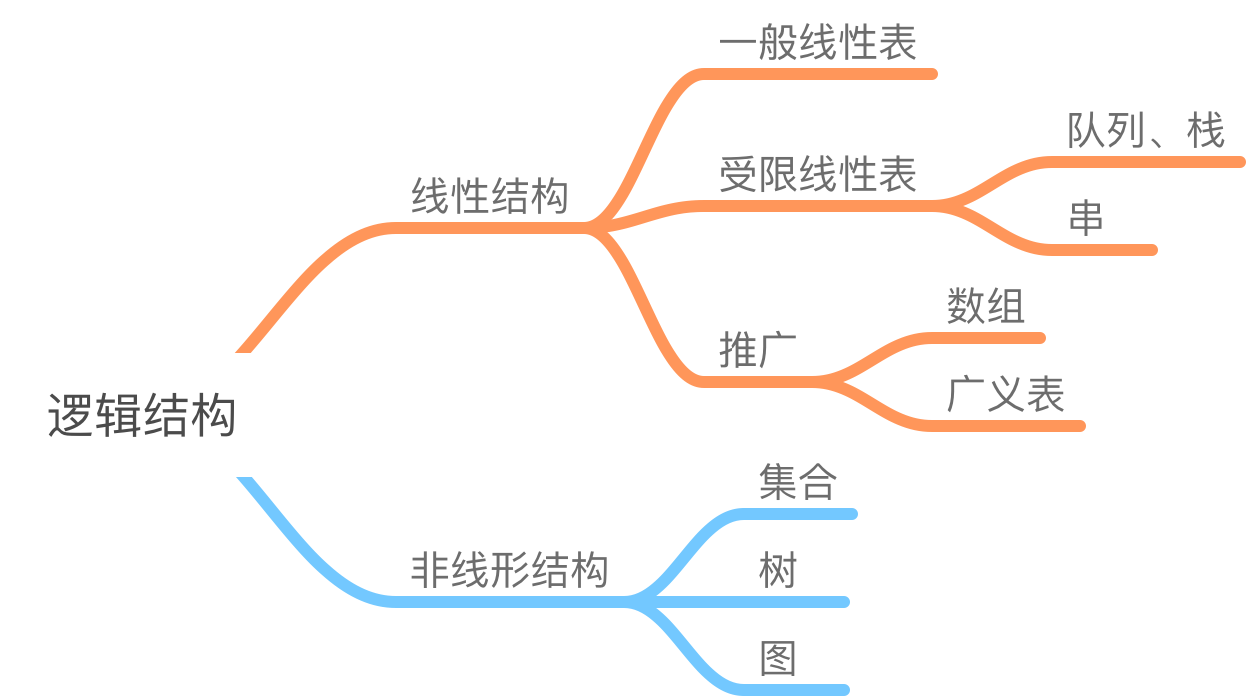 逻辑结构
线性结构
一般线性表
受限线性表
队列、栈
串
推广
数组
广义表
非线形结构
集合
树
图